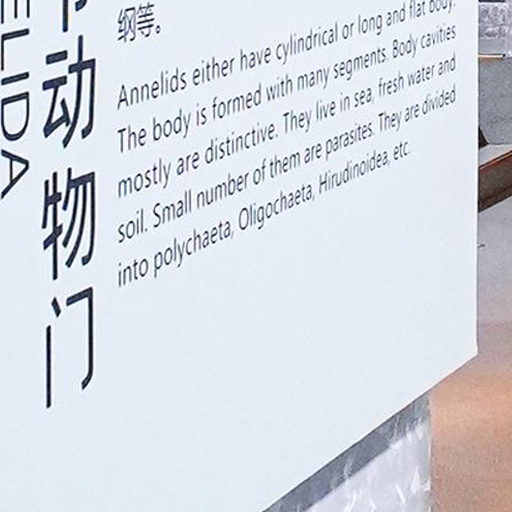 纲等。
动物门
ELIDA
Annelids either have cylindrical or long and flat body.
The body is formed with many segments. Body cavities
mostly are distinctive. They live in sea, fresh water and
soil. Small number of them are parasites. They are divided
into polychaeta, Oligochaeta, Hirudinoidea, etc.